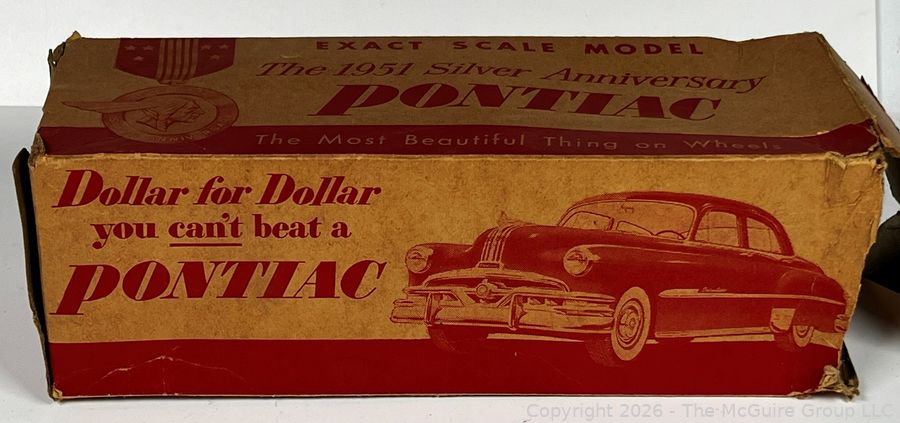 EXACT SCALE MODEL
The 1951 Silver Anniversary
PONTIAC
The Most Beautiful Thing on Wheels
Dollar for Dollar
you can't beat a
PONTIAC
Copyright 2026 - The McGuire Group LLC